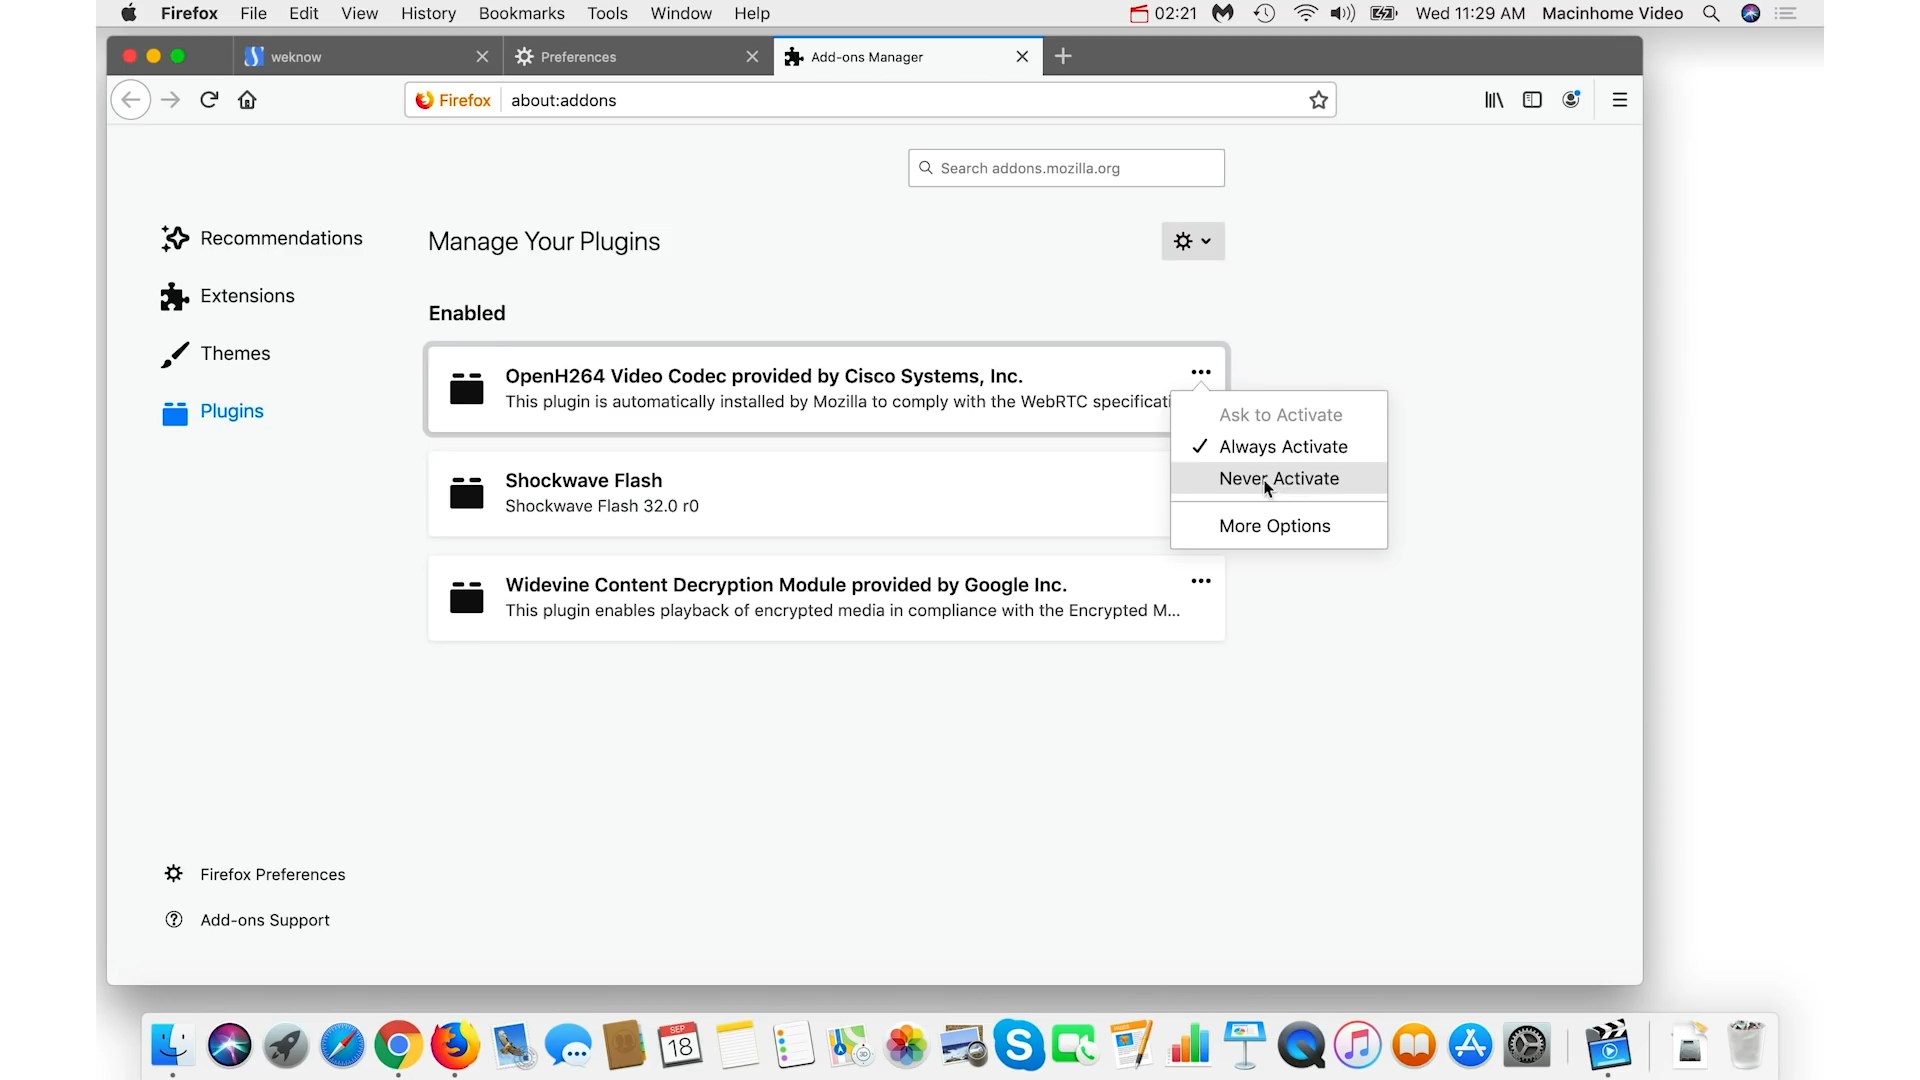 Firefox File Edit View History Bookmarks Tools Window Help 02:21 Wed 11:29 AM Macinhome Video
weknow Preferences Add-ons Manager
Firefox about:addons
Search addons.mozilla.org
Recommendations
Manage Your Plugins
Extensions
Enabled
Themes
Plugins
OpenH264 Video Codec provided by Cisco Systems, Inc.
This plugin is automatically installed by Mozilla to comply with the WebRTC specificati
Ask to Activate
Always Activate
Never Activate
More Options
Shockwave Flash
Shockwave Flash 32.0 r0
Widevine Content Decryption Module provided by Google Inc.
This plugin enables playback of encrypted media in compliance with the Encrypted M...
Firefox Preferences
Add-ons Support
SEP
18
PAGES
3D